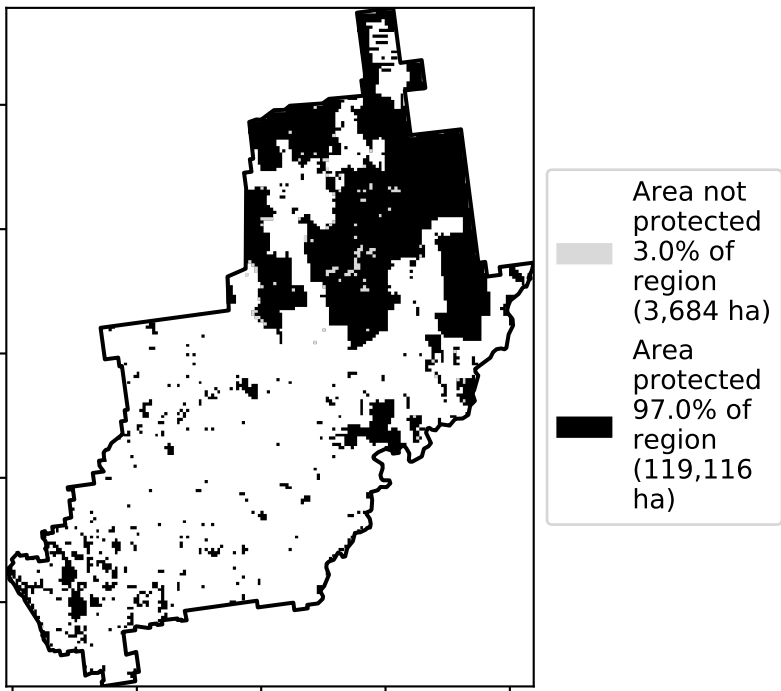 Area not
protected
3.0% of
region
(3,684 ha)
Area
protected
97.0% of
region
(119,116
ha)